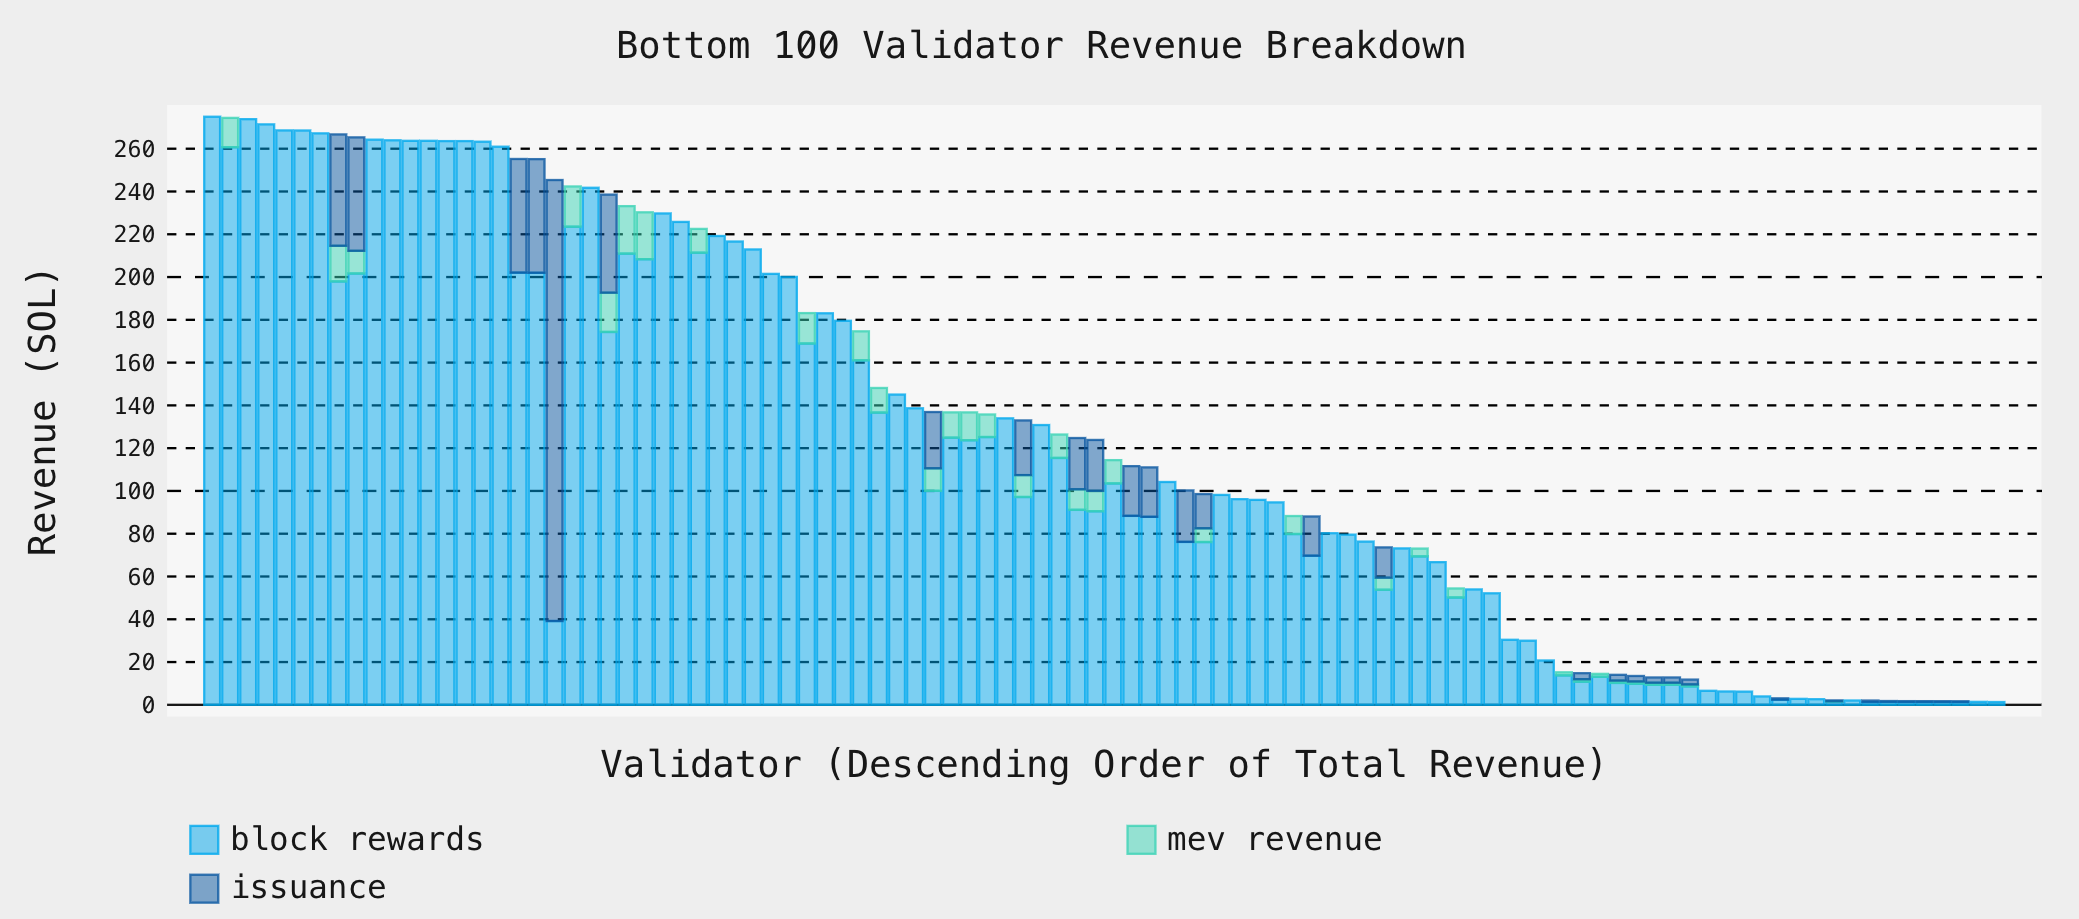 Bottom 100 Validator Revenue Breakdown
Revenue (SOL)
260
240
220
200
180
160
140
120
100
80
60
40
20
0
Validator (Descending Order of Total Revenue)
block rewards
mev revenue
issuance